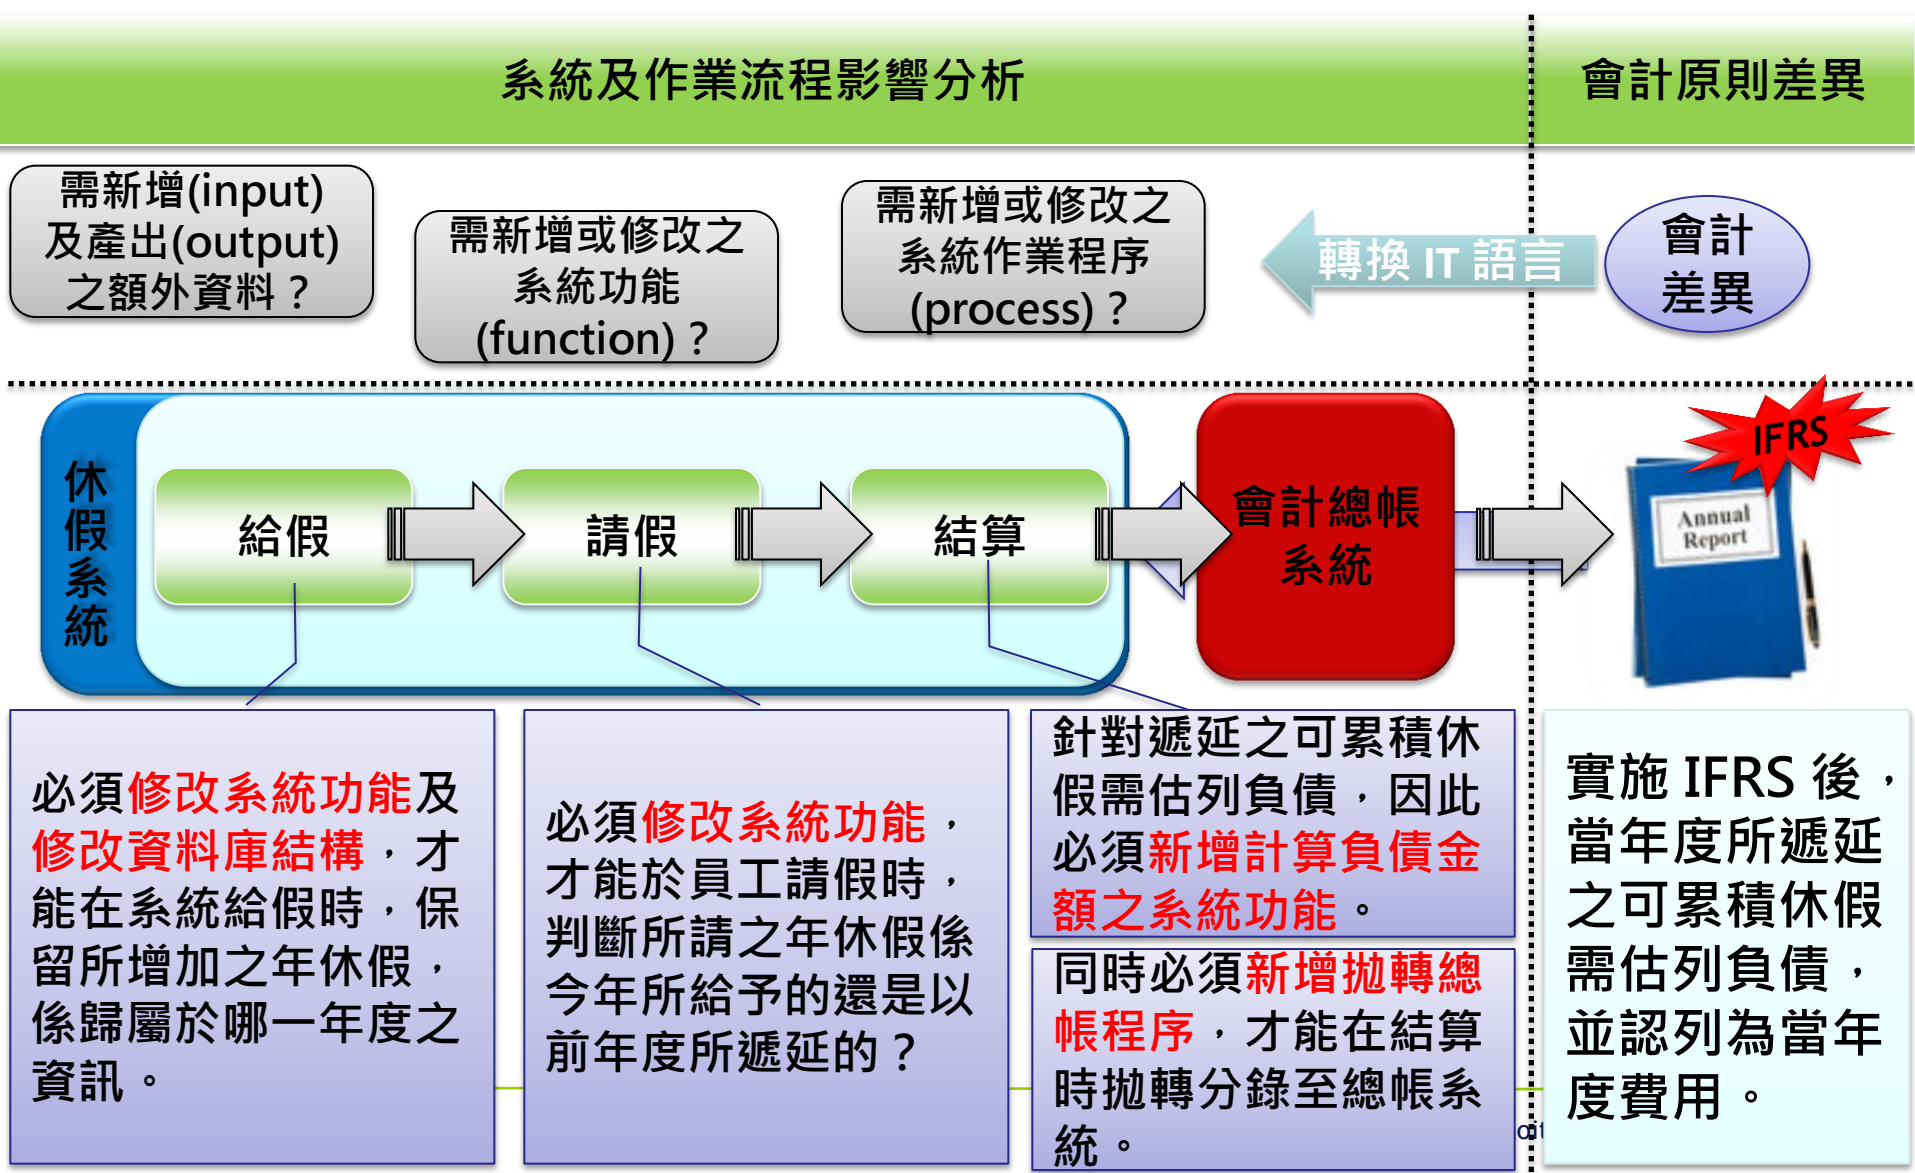 系統及作業流程影響分析
會計原則差異
需新增(input)
及產出(output)
之額外資料？
需新增或修改之
系統功能
(function)？
需新增或修改之
系統作業程序
(process)？
轉換 IT 語言
會計
差異
休假系統
給假
請假
結算
會計總帳
系統
IFRS
Annual
Report
必須修改系統功能及
修改資料庫結構，才
能在系統給假時，保
留所增加之年休假，
係歸屬於哪一年度之
資訊。
必須修改系統功能，
才能於員工請假時，
判斷所請之年休假係
今年所給予的還是以
前年度所遞延的？
針對遞延之可累積休
假需估列負債，因此
必須新增計算負債金
額之系統功能。
同時必須新增拋轉總
帳程序，才能在結算
時拋轉分錄至總帳系
統。
實施 IFRS 後，
當年度所遞延
之可累積休假
需估列負債，
並認列為當年
度費用。